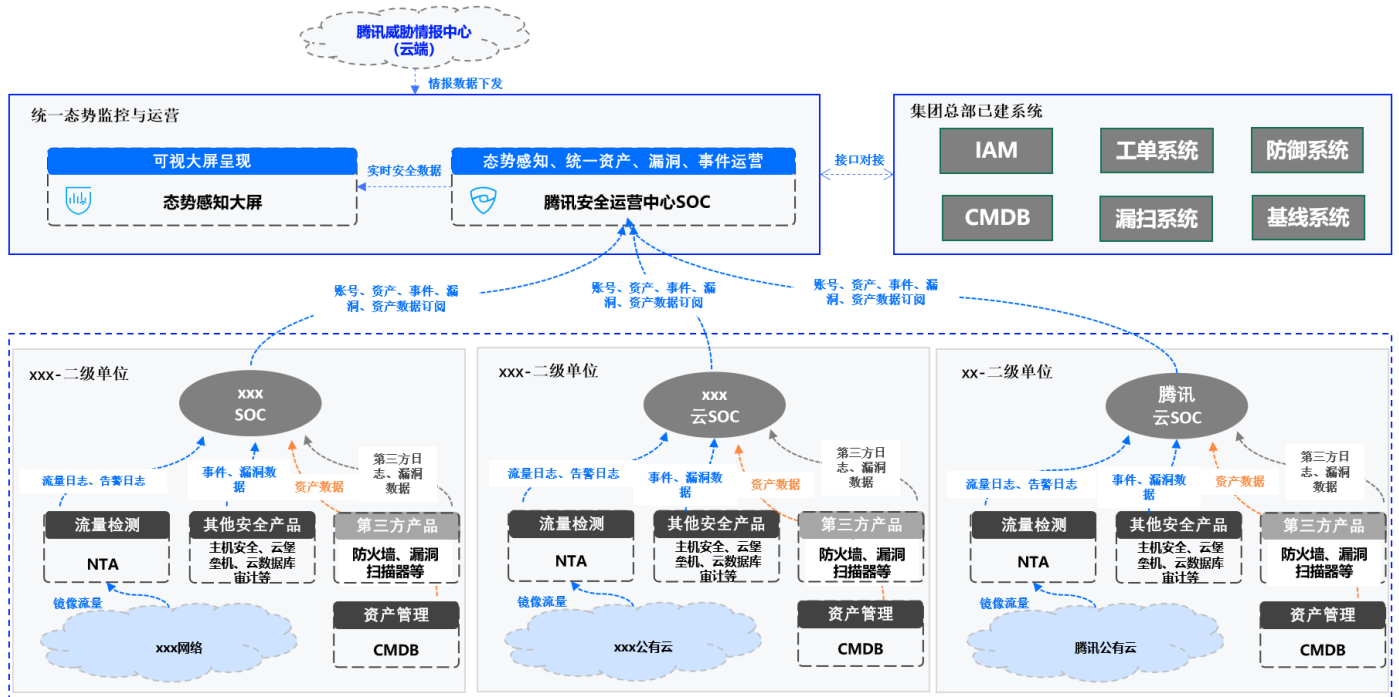 腾讯威胁情报中心
（云端）
情报数据下发
统一态势监控与运营
可视大屏呈现
态势感知大屏
实时安全数据
态势感知、统一资产、漏洞、事件运营
腾讯安全运营中心SOC
接口对接
集团总部已建系统
IAM
工单系统
防御系统
CMDB
漏扫系统
基线系统
账号、资产、事件、漏
洞、资产数据订阅
账号、资产、事件、漏
洞、资产数据订阅
账号、资产、事件、漏
洞、资产数据订阅
xxx-二级单位
xxx
SOC
流量日志、告警日志
事件、漏洞数
据
资产数据
第三方日
志、漏洞
数据
流量检测
NTA
其他安全产品
主机安全、云堡
垒机、云数据库
审计等
第三方产品
防火墙、漏洞
扫描器等
镜像流量
xxx网络
资产管理
CMDB
xxx-二级单位
xxx
云SOC
流量日志、告警日志
事件、漏洞数
据
资产数据
第三方日
志、漏洞
数据
流量检测
NTA
其他安全产品
主机安全、云堡
垒机、云数据库
审计等
第三方产品
防火墙、漏洞
扫描器等
镜像流量
xxx公有云
资产管理
CMDB
xx-二级单位
腾讯
云SOC
流量日志、告警日志
事件、漏洞数
据
资产数据
第三方日
志、漏洞
数据
流量检测
NTA
其他安全产品
主机安全、云堡
垒机、云数据库
审计等
第三方产品
防火墙、漏洞
扫描器等
镜像流量
腾讯公有云
资产管理
CMDB